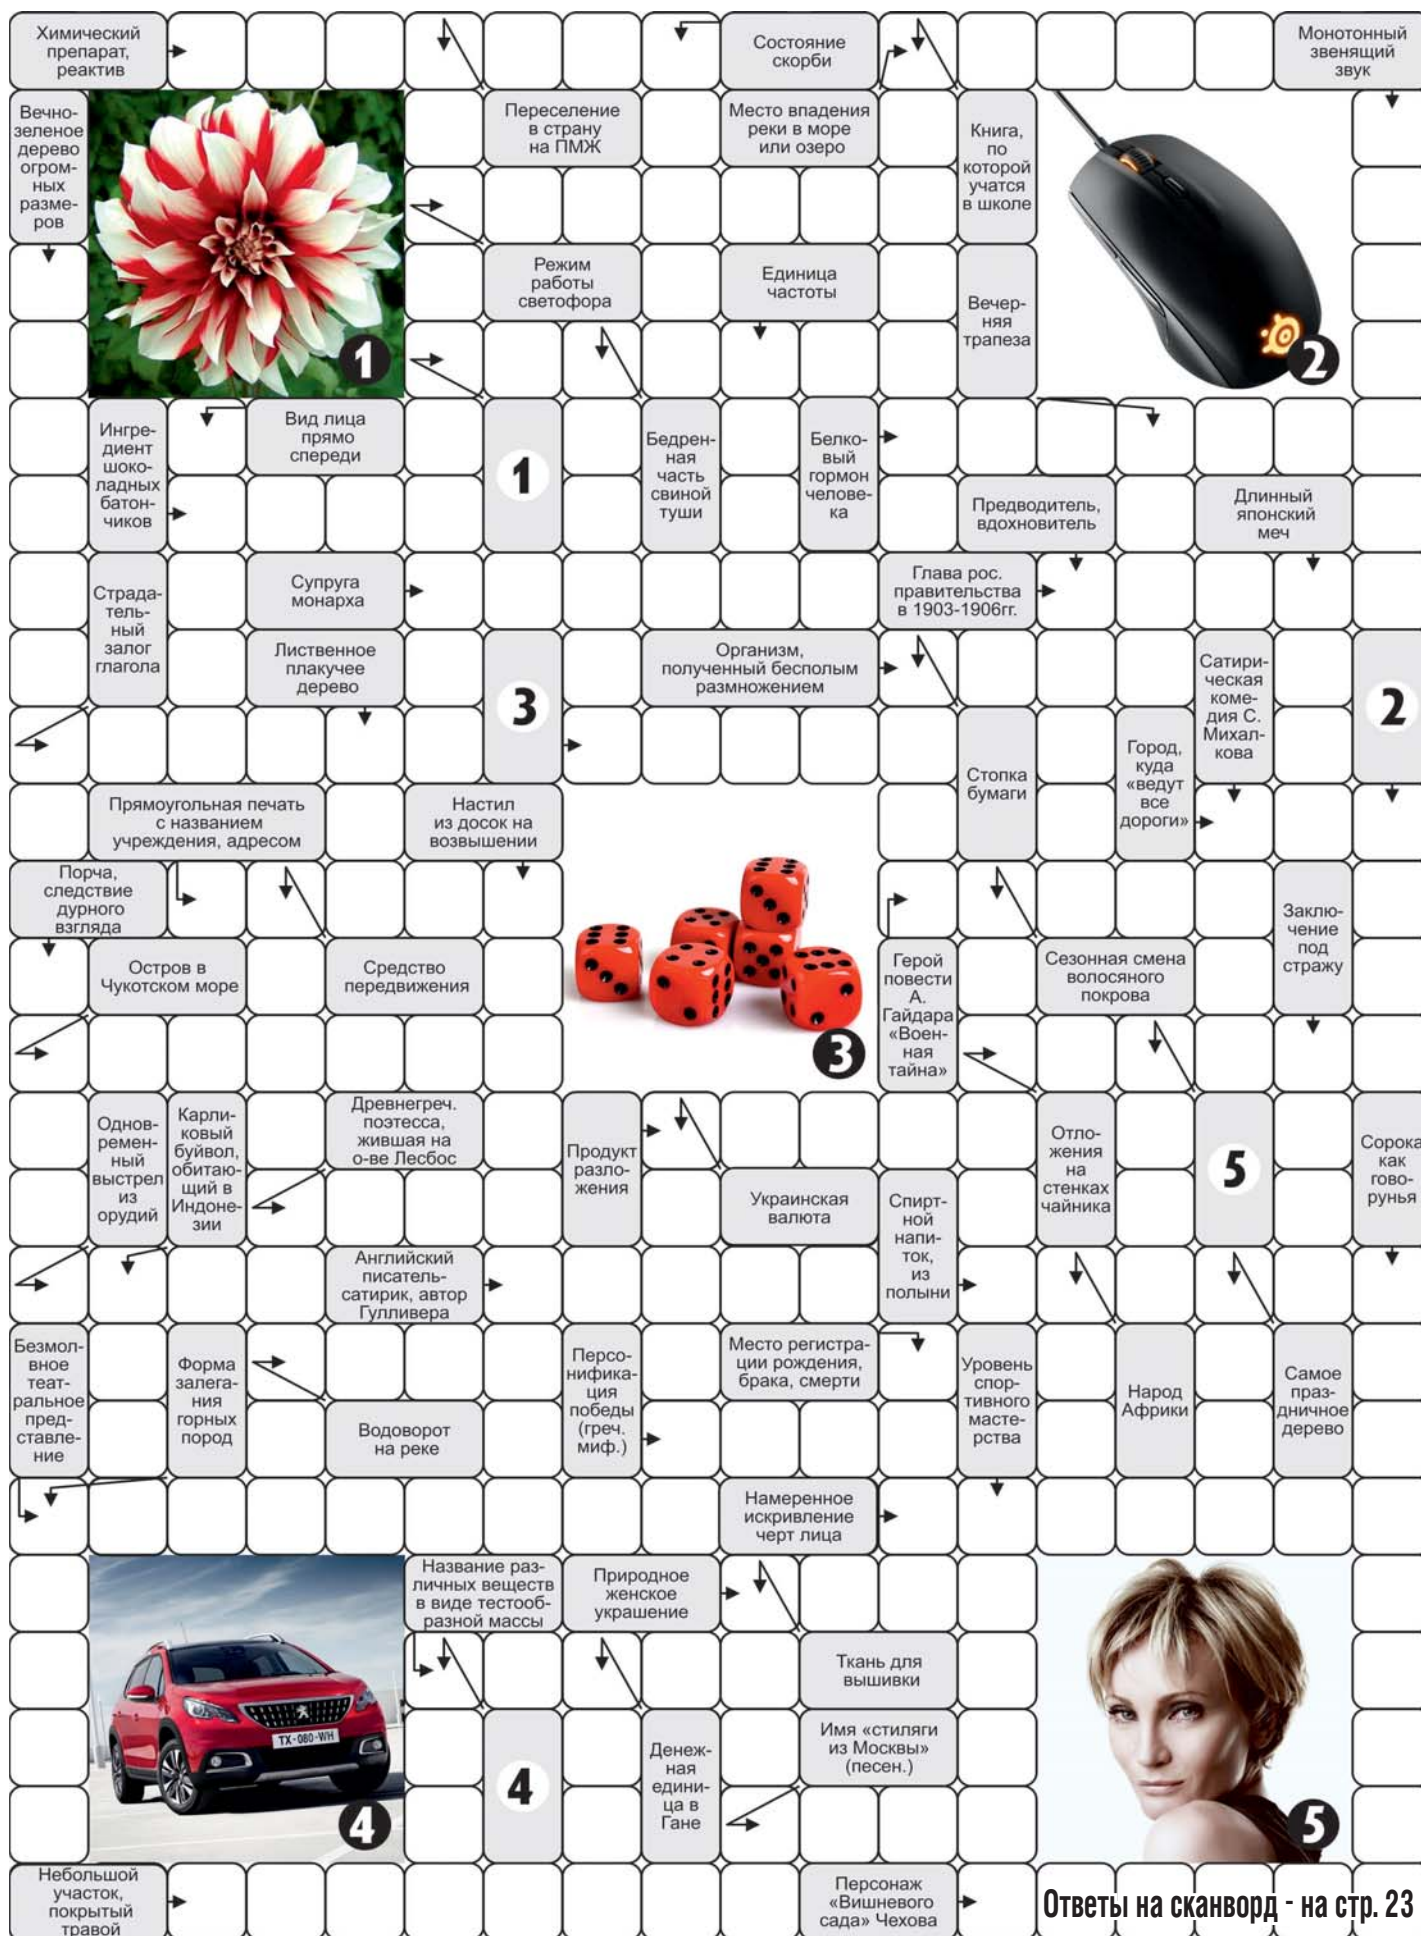 Химический
препарат,
реактив
Состояние
скорби
Монотонный
звенящий
звук
Вечно-
зеленое
дерево
огром-
ных
разме-
ров
Переселение
в страну
на ПМЖ
Место впадения
реки в море
или озеро
Книга,
по
которой
учатся
в школе
Режим
работы
светофора
Единица
частоты
Вечер-
няя
трапеза
1
2
Ингре-
диент
шоко-
ладных
батон-
чиков
Вид лица
прямо
спереди
1
Бедрен-
ная
часть
свиной
туши
Белко-
вый
гормон
челове-
ка
Предводитель,
вдохновитель
Длинный
японский
меч
Страда-
тель-
ный
залог
глагола
Супруга
монарха
Глава рос.
правительства
в 1903-1906гг.
Лиственное
плакучее
дерево
3
Организм,
полученный бесполым
размножением
Сатири-
ческая
коме-
дия С.
Михал-
кова
2
Стопка
бумаги
Город,
куда
«ведут
все
дороги»
Прямоугольная печать
с названием
учреждения, адресом
Настил
из досок на
возвышении
Порча,
следствие
дурного
взгляда
Заклю-
чение
под
стражу
Остров в
Чукотском море
Средство
передвижения
Герой
повести
А.
Гайдара
«Воен-
ная
тайна»
Сезонная смена
волосяного
покрова
3
Однов-
ремен-
ный
выстрел
из
орудий
Карли-
ковый
буйвол,
обитаю-
щий в
Индоне-
зии
Древнегреч.
поэтесса,
жившая на
о-ве Лесбос
Продукт
разло-
жения
Отло-
жения
на
стенках
чайника
5
Сорока
как
гово-
рунья
Украинская
валюта
Спирт-
ной
напи-
ток,
из
полыни
Английский
писатель-
сатирик, автор
Гулливера
Безмол-
вное
теат-
ральное
пред-
ставле-
ние
Форма
залега-
ния
горных
пород
Персо-
нифика-
ция
победы
(греч.
миф.)
Место регистра-
ции рождения,
брака, смерти
Уровень
спор-
тивного
масте-
рства
Народ
Африки
Самое
праз-
дничное
дерево
Водоворот
на реке
Намеренное
искривление
черт лица
Название раз-
личных веществ
в виде тестооб-
разной массы
Природное
женское
украшение
Ткань для
вышивки
TX-080-WH
4
4
Денеж-
ная
едини-
ца в
Гане
Имя «стиляги
из Москвы»
(песен.)
5
Небольшой
участок,
покрытый
травой
Персонаж
«Вишневого
сада» Чехова
Ответы на сканворд - на стр. 23